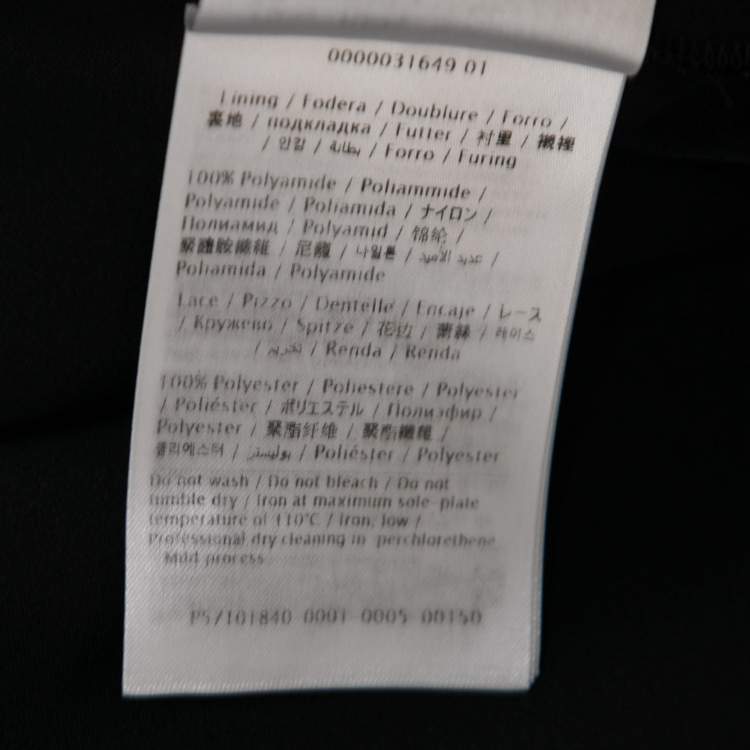 0000031649 01
Lining / Fodera / Doublure / Forro /
裏地 / подкладка / Futter / 衬里 / 襯裡
/ 안감 / بطانة / Forro / Furing
100% Polyamide / Poliammide /
Polyamide / Poliamida / ナイロン /
Полиамид / Polyamid / 锦纶 /
聚醯胺纖維 / 尼龍 / 나일론 / /
Poliamida / Polyamide
Lace / Pizzo / Dentelle / Encaje / レース
/ Кружево / Spitze / 花边 / 蕾絲 / 레이스
/ / Renda / Renda
100% Polyester / Poliestere / Polyester
/ Poliéster / ポリエステル / Полиэфир /
Polyester / 聚脂纤维 / 聚脂纖維 /
폴리에스터 / بوليستر / Poliéster / Polyester
Do not wash / Do not bleach / Do not
tumble dry / Iron at maximum sole- plate
temperature of 110°C / Iron, low /
Professional dry cleaning in perchlorethene
Mild process
P57101840 0001 0005 00150